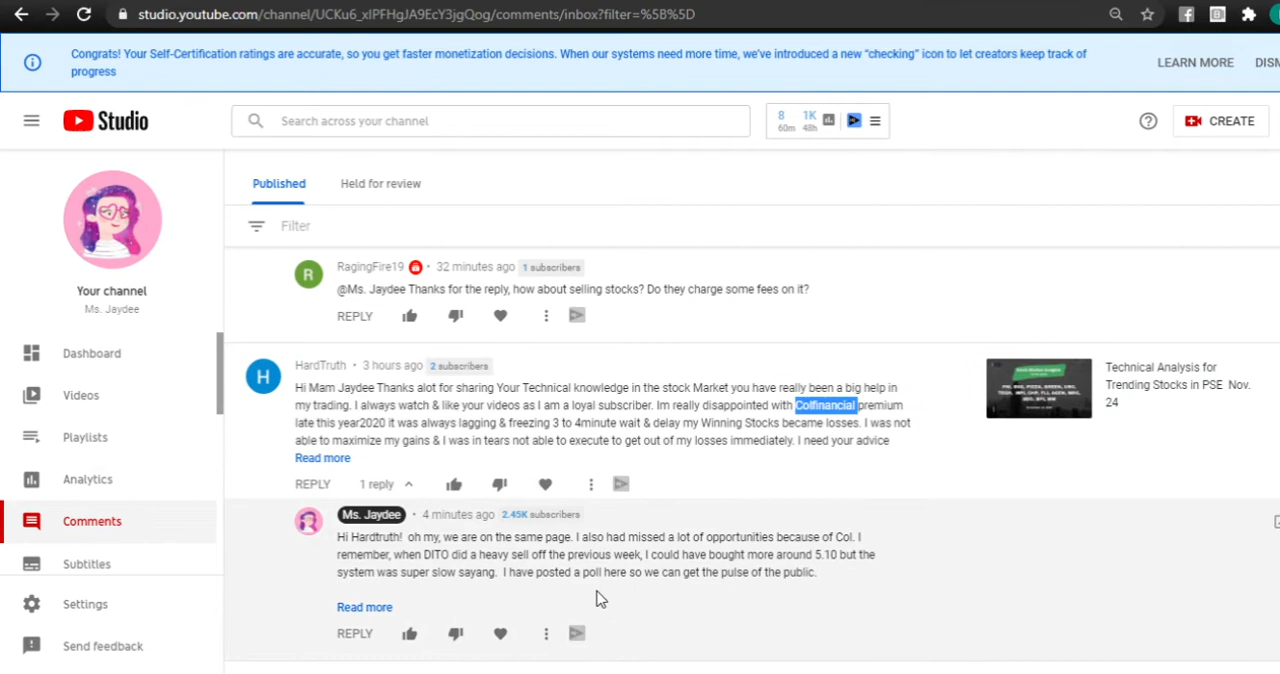 studio.youtube.com/channel/UCKu6_xlPFHgJA9EcY3jgQog/comments/inbox?filter=%5B%5D
Congrats! Your Self-Certification ratings are accurate, so you get faster monetization decisions. When our systems need more time, we've introduced a new "checking" icon to let creators keep track of
progress
LEARN MORE DISM
Studio
Search across your channel
8 1K
60m 48h
CREATE
Published Held for review
Filter
Your channel
Ms. Jaydee
Dashboard
Videos
Playlists
Analytics
Comments
Subtitles
Settings
Send feedback
R
RagingFire19 • 32 minutes ago 1 subscribers
@Ms. Jaydee Thanks for the reply, how about selling stocks? Do they charge some fees on it?
REPLY
H
HardTruth • 3 hours ago 2 subscribers
Hi Mam Jaydee Thanks alot for sharing Your Technical knowledge in the stock Market you have really been a big help in
my trading. I always watch & like your videos as I am a loyal subscriber. Im really disappointed with Colfinancial premium
late this year2020 it was always lagging & freezing 3 to 4minute wait & delay my Winning Stocks became losses. I was not
able to maximize my gains & I was in tears not able to execute to get out of my losses immediately. I need your advice
Read more
REPLY 1 reply
Technical Analysis for
Trending Stocks in PSE Nov.
24
Ms. Jaydee • 4 minutes ago 2.45K subscribers
Hi Hardtruth! oh my, we are on the same page. I also had missed a lot of opportunities because of Col. I
remember, when DITO did a heavy sell off the previous week, I could have bought more around 5.10 but the
system was super slow sayang. I have posted a poll here so we can get the pulse of the public.
Read more
REPLY